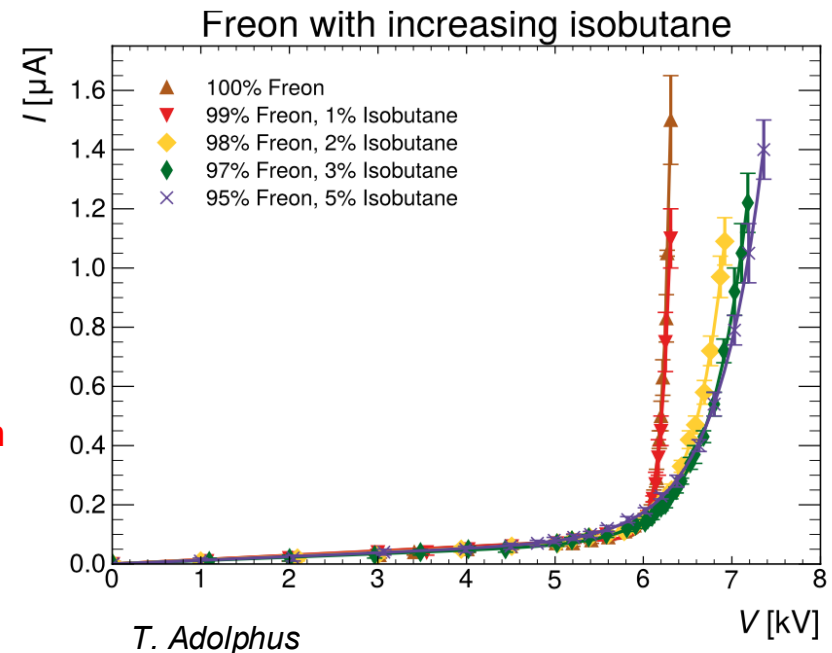 Freon with increasing isobutane
I [μA]
1.6
1.4
1.2
1.0
0.8
0.6
0.4
0.2
0.0
100% Freon
99% Freon, 1% Isobutane
98% Freon, 2% Isobutane
97% Freon, 3% Isobutane
95% Freon, 5% Isobutane
n
0 1 2 3 4 5 6 7 8
V [kV]
T. Adolphus